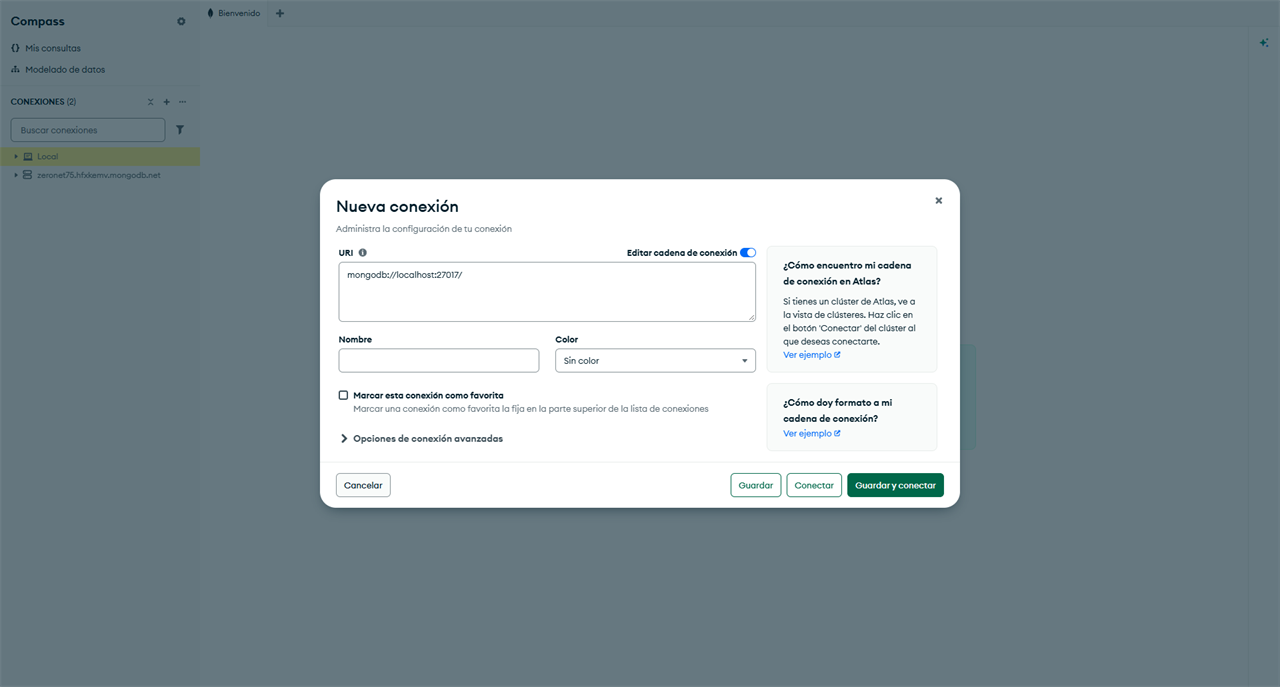 Compass
Bienvenido
Mis consultas
Modelado de datos
CONEXIONES (2)
Buscar conexiones
Local
zeronet75.hfxkemv.mongodb.net
Nueva conexión
Administra la configuración de tu conexión
URI
Editar cadena de conexión
mongodb://localhost:27017/
Nombre
Color
Sin color
Marcar esta conexión como favorita
Marcar una conexión como favorita la fija en la parte superior de la lista de conexiones
Opciones de conexión avanzadas
¿Cómo encuentro mi cadena
de conexión en Atlas?
Si tienes un clúster de Atlas, ve a
la vista de clústeres. Haz clic en
el botón 'Conectar' del clúster al
que deseas conectarte.
Ver ejemplo
¿Cómo doy formato a mi
cadena de conexión?
Ver ejemplo
Cancelar
Guardar
Conectar
Guardar y conectar